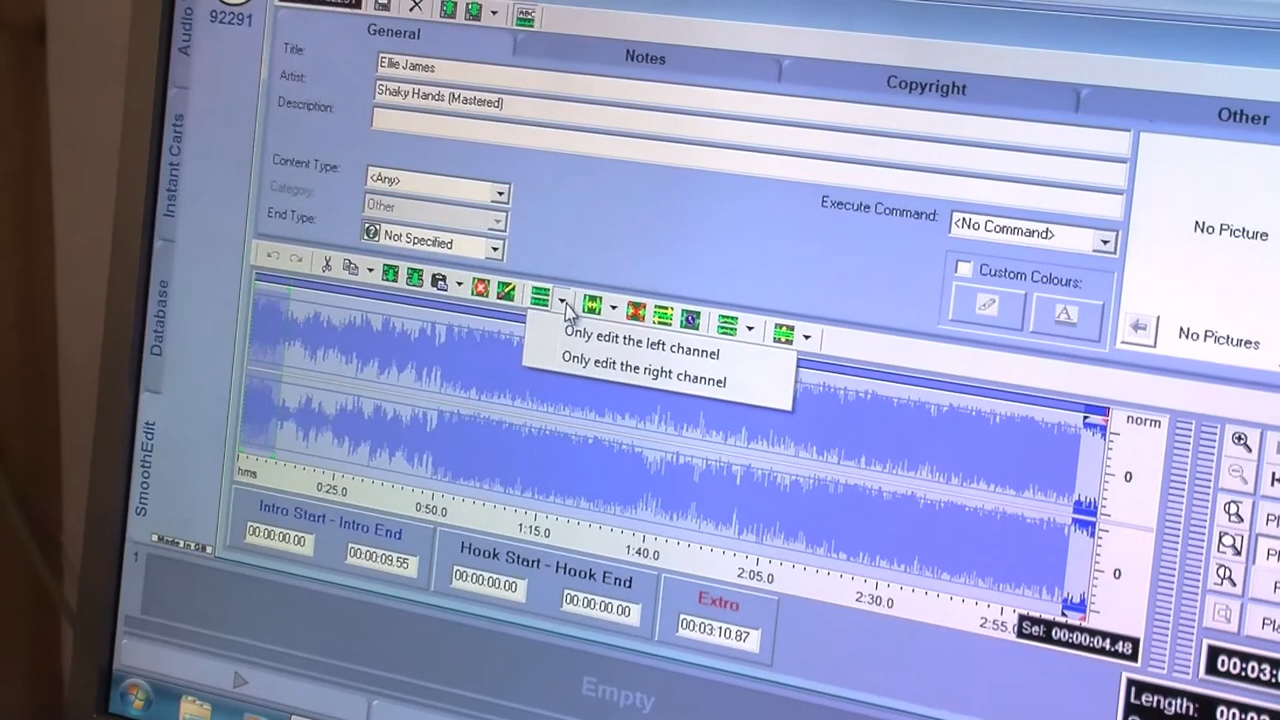 92291
Audio
Instant Carts
Database
SmoothEdit
ABC
General
Notes
Copyright
Other
Title:
Ellie James
Artist:
Shaky Hands (Mastered)
Description:
Content Type:
<Any>
Category:
Other
End Type:
Not Specified
Execute Command:
<No Command>
Custom Colours:
A
No Picture
No Pictures
Only edit the left channel
Only edit the right channel
norm
0
0
hms
0:25.0
0:50.0
1:15.0
1:40.0
2:05.0
2:30.0
2:55.
Sel: 00:00:04.48
Intro Start - Intro End
00:00:00.00
00:00:09.55
Hook Start - Hook End
00:00:00.00
00:00:00.00
Extro
00:03:10.87
Made in GB
1
Empty
00:03:
Length: